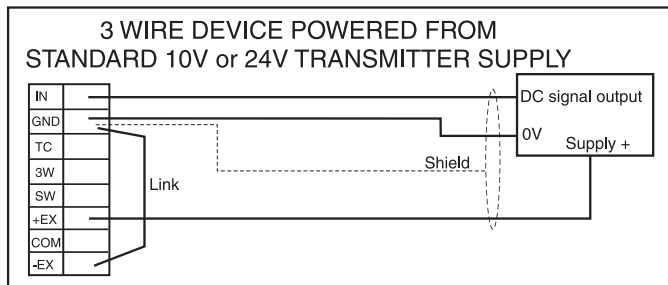 3 WIRE DEVICE POWERED FROM
STANDARD 10V or 24V TRANSMITTER SUPPLY
IN
GND
TC
3W
SW
+EX
COM
-EX
Link
Shield
DC signal output
0V
Supply +